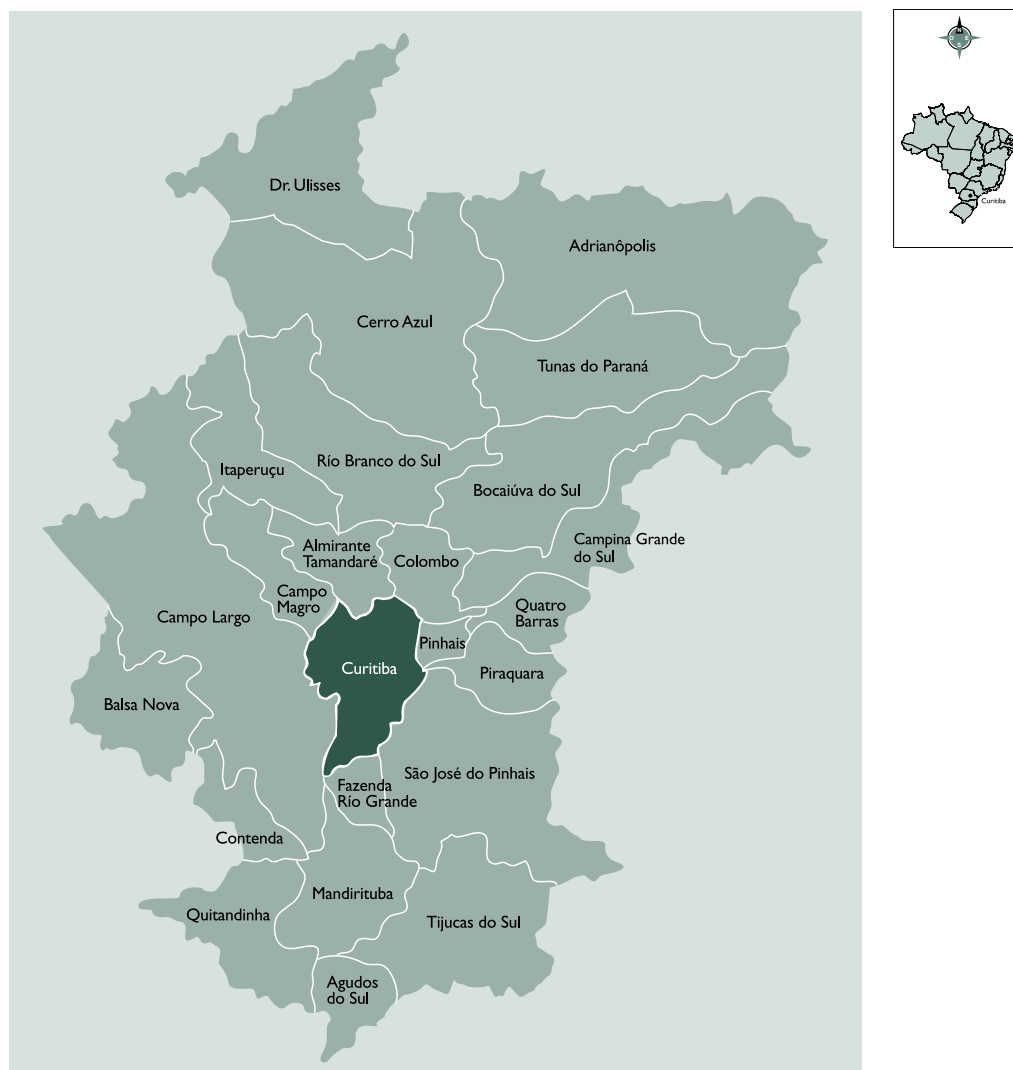 Dr. Ulisses
Adrianôpolis
Cerro Azul
Tunas do Paraná
Río Branco do Sul
Itaperuçu
Bocaiúva do Sul
Almirante
Tamandaré
Colombo
Campina Grande
do Sul
Campo
Magro
Campo Largo
Quatro
Barras
Pinhais
Curitiba
Piraquara
Balsa Nova
São José do Pinhais
Fazenda
Río Grande
Contenda
Mandirituba
Quitandinha
Tijucas do Sul
Agudos
do Sul
N
O E
S
Curitiba